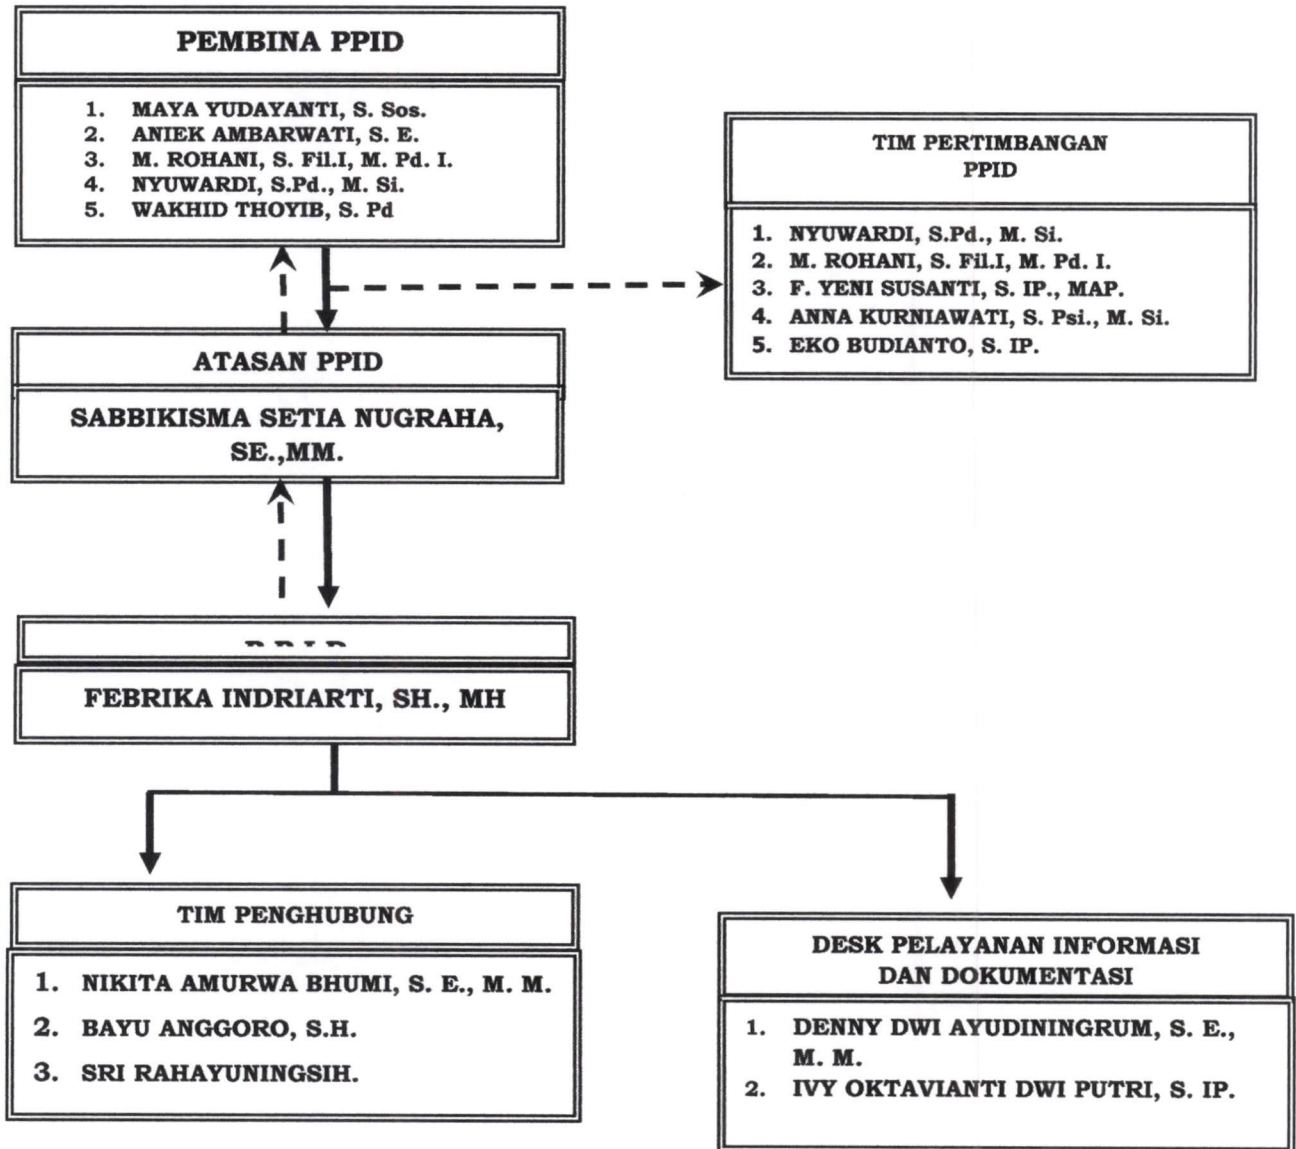 PEMBINA PPID
1. MAYA YUDAYANTI, S. Sos.
2. ANIEK AMBARWATI, S. E.
3. M. ROHANI, S. Fil.I, M. Pd. I.
4. NYUWARDI, S.Pd., M. Si.
5. WAKHID THOYIB, S. Pd
TIM PERTIMBANGAN
PPID
1. NYUWARDI, S.Pd., M. Si.
2. M. ROHANI, S. Fil.I, M. Pd. I.
3. F. YENI SUSANTI, S. IP., MAP.
4. ANNA KURNIAWATI, S. Psi., M. Si.
5. EKO BUDIANTO, S. IP.
ATASAN PPID
SABBIKISMA SETIA NUGRAHA,
SE.,MM.
FEBRIKA INDRIARTI, SH., MH
TIM PENGHUBUNG
1. NIKITA AMURWA BHUMI, S. E., M. M.
2. BAYU ANGGORO, S.H.
3. SRI RAHAYUNINGSIH.
DESK PELAYANAN INFORMASI
DAN DOKUMENTASI
1. DENNY DWI AYUDININGRUM, S. E.,
M. M.
2. IVY OKTAVIANTI DWI PUTRI, S. IP.